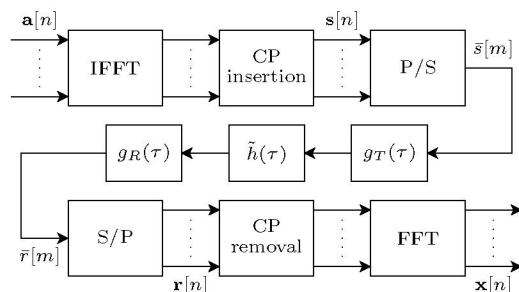 a[n]
s[n]
s̄[m]
IFFT
CP
insertion
P/S
g_R(τ)
h̃(τ)
g_T(τ)
S/P
CP
removal
FFT
r̄[m]
r[n]
x[n]